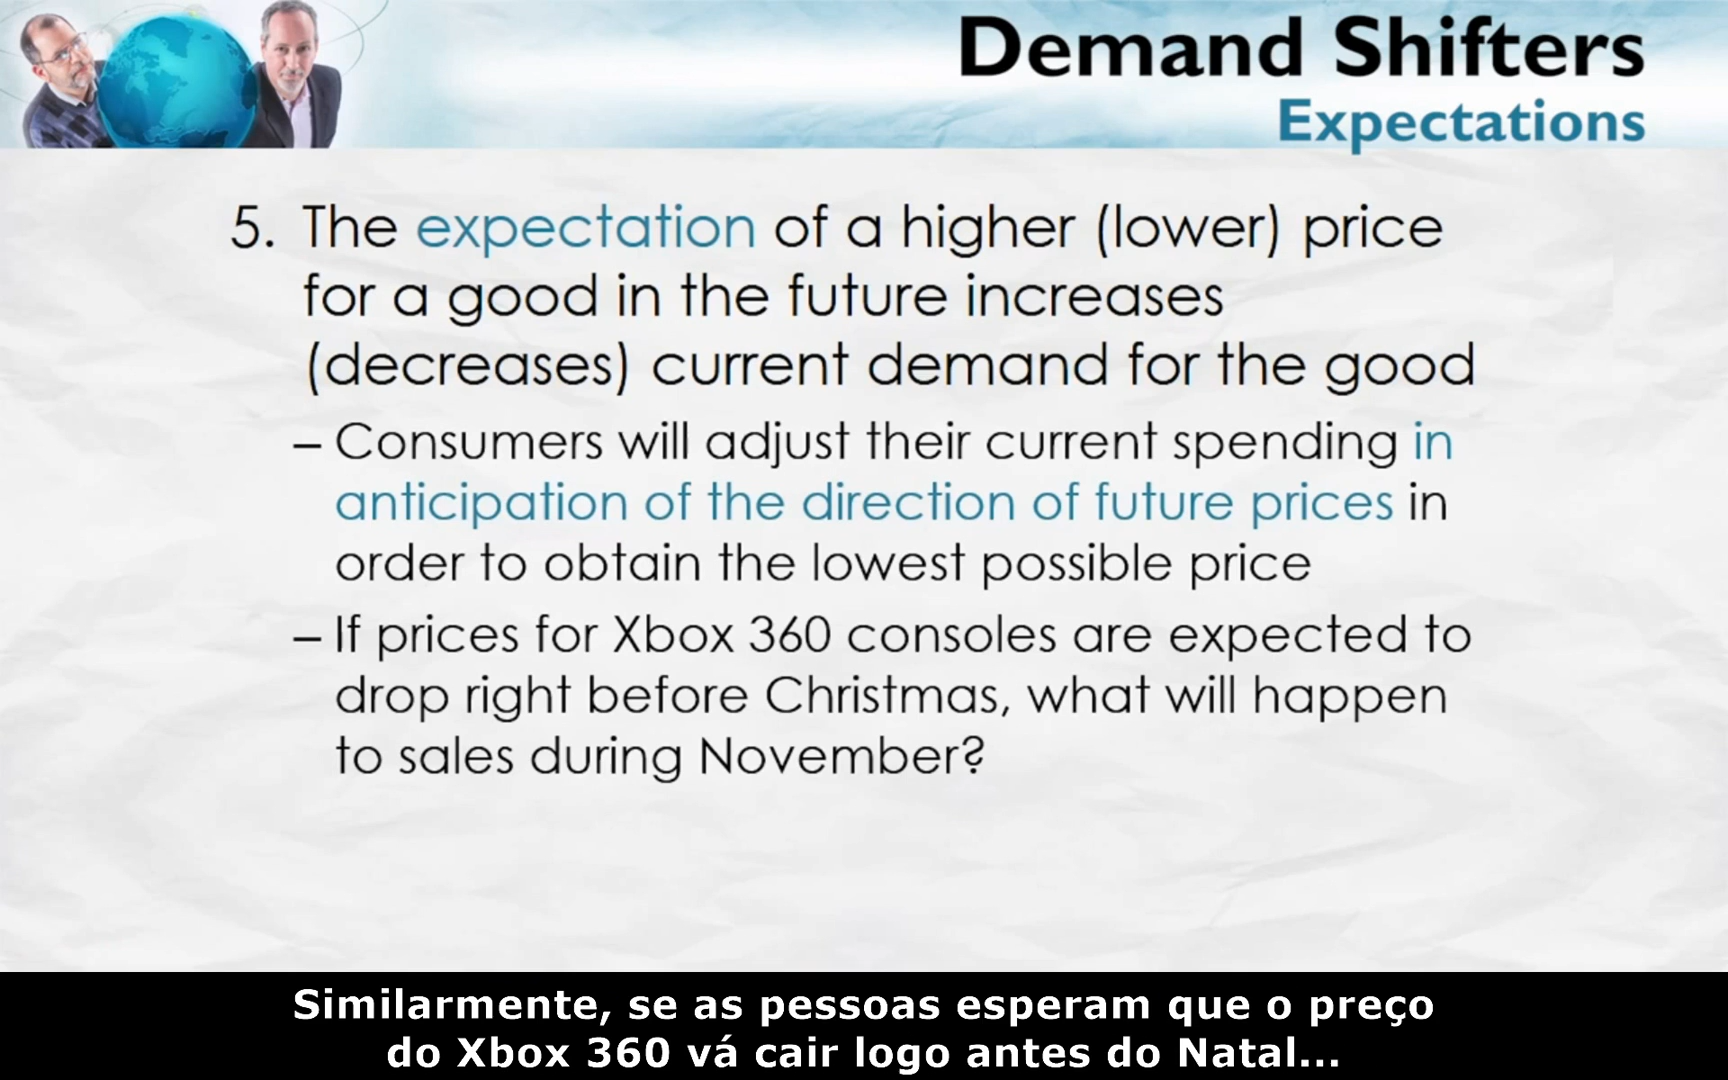 Demand Shifters
Expectations
5. The expectation of a higher (lower) price
for a good in the future increases
(decreases) current demand for the good
– Consumers will adjust their current spending in
anticipation of the direction of future prices in
order to obtain the lowest possible price
– If prices for Xbox 360 consoles are expected to
drop right before Christmas, what will happen
to sales during November?
Similarmente, se as pessoas esperam que o preço
do Xbox 360 vá cair logo antes do Natal...